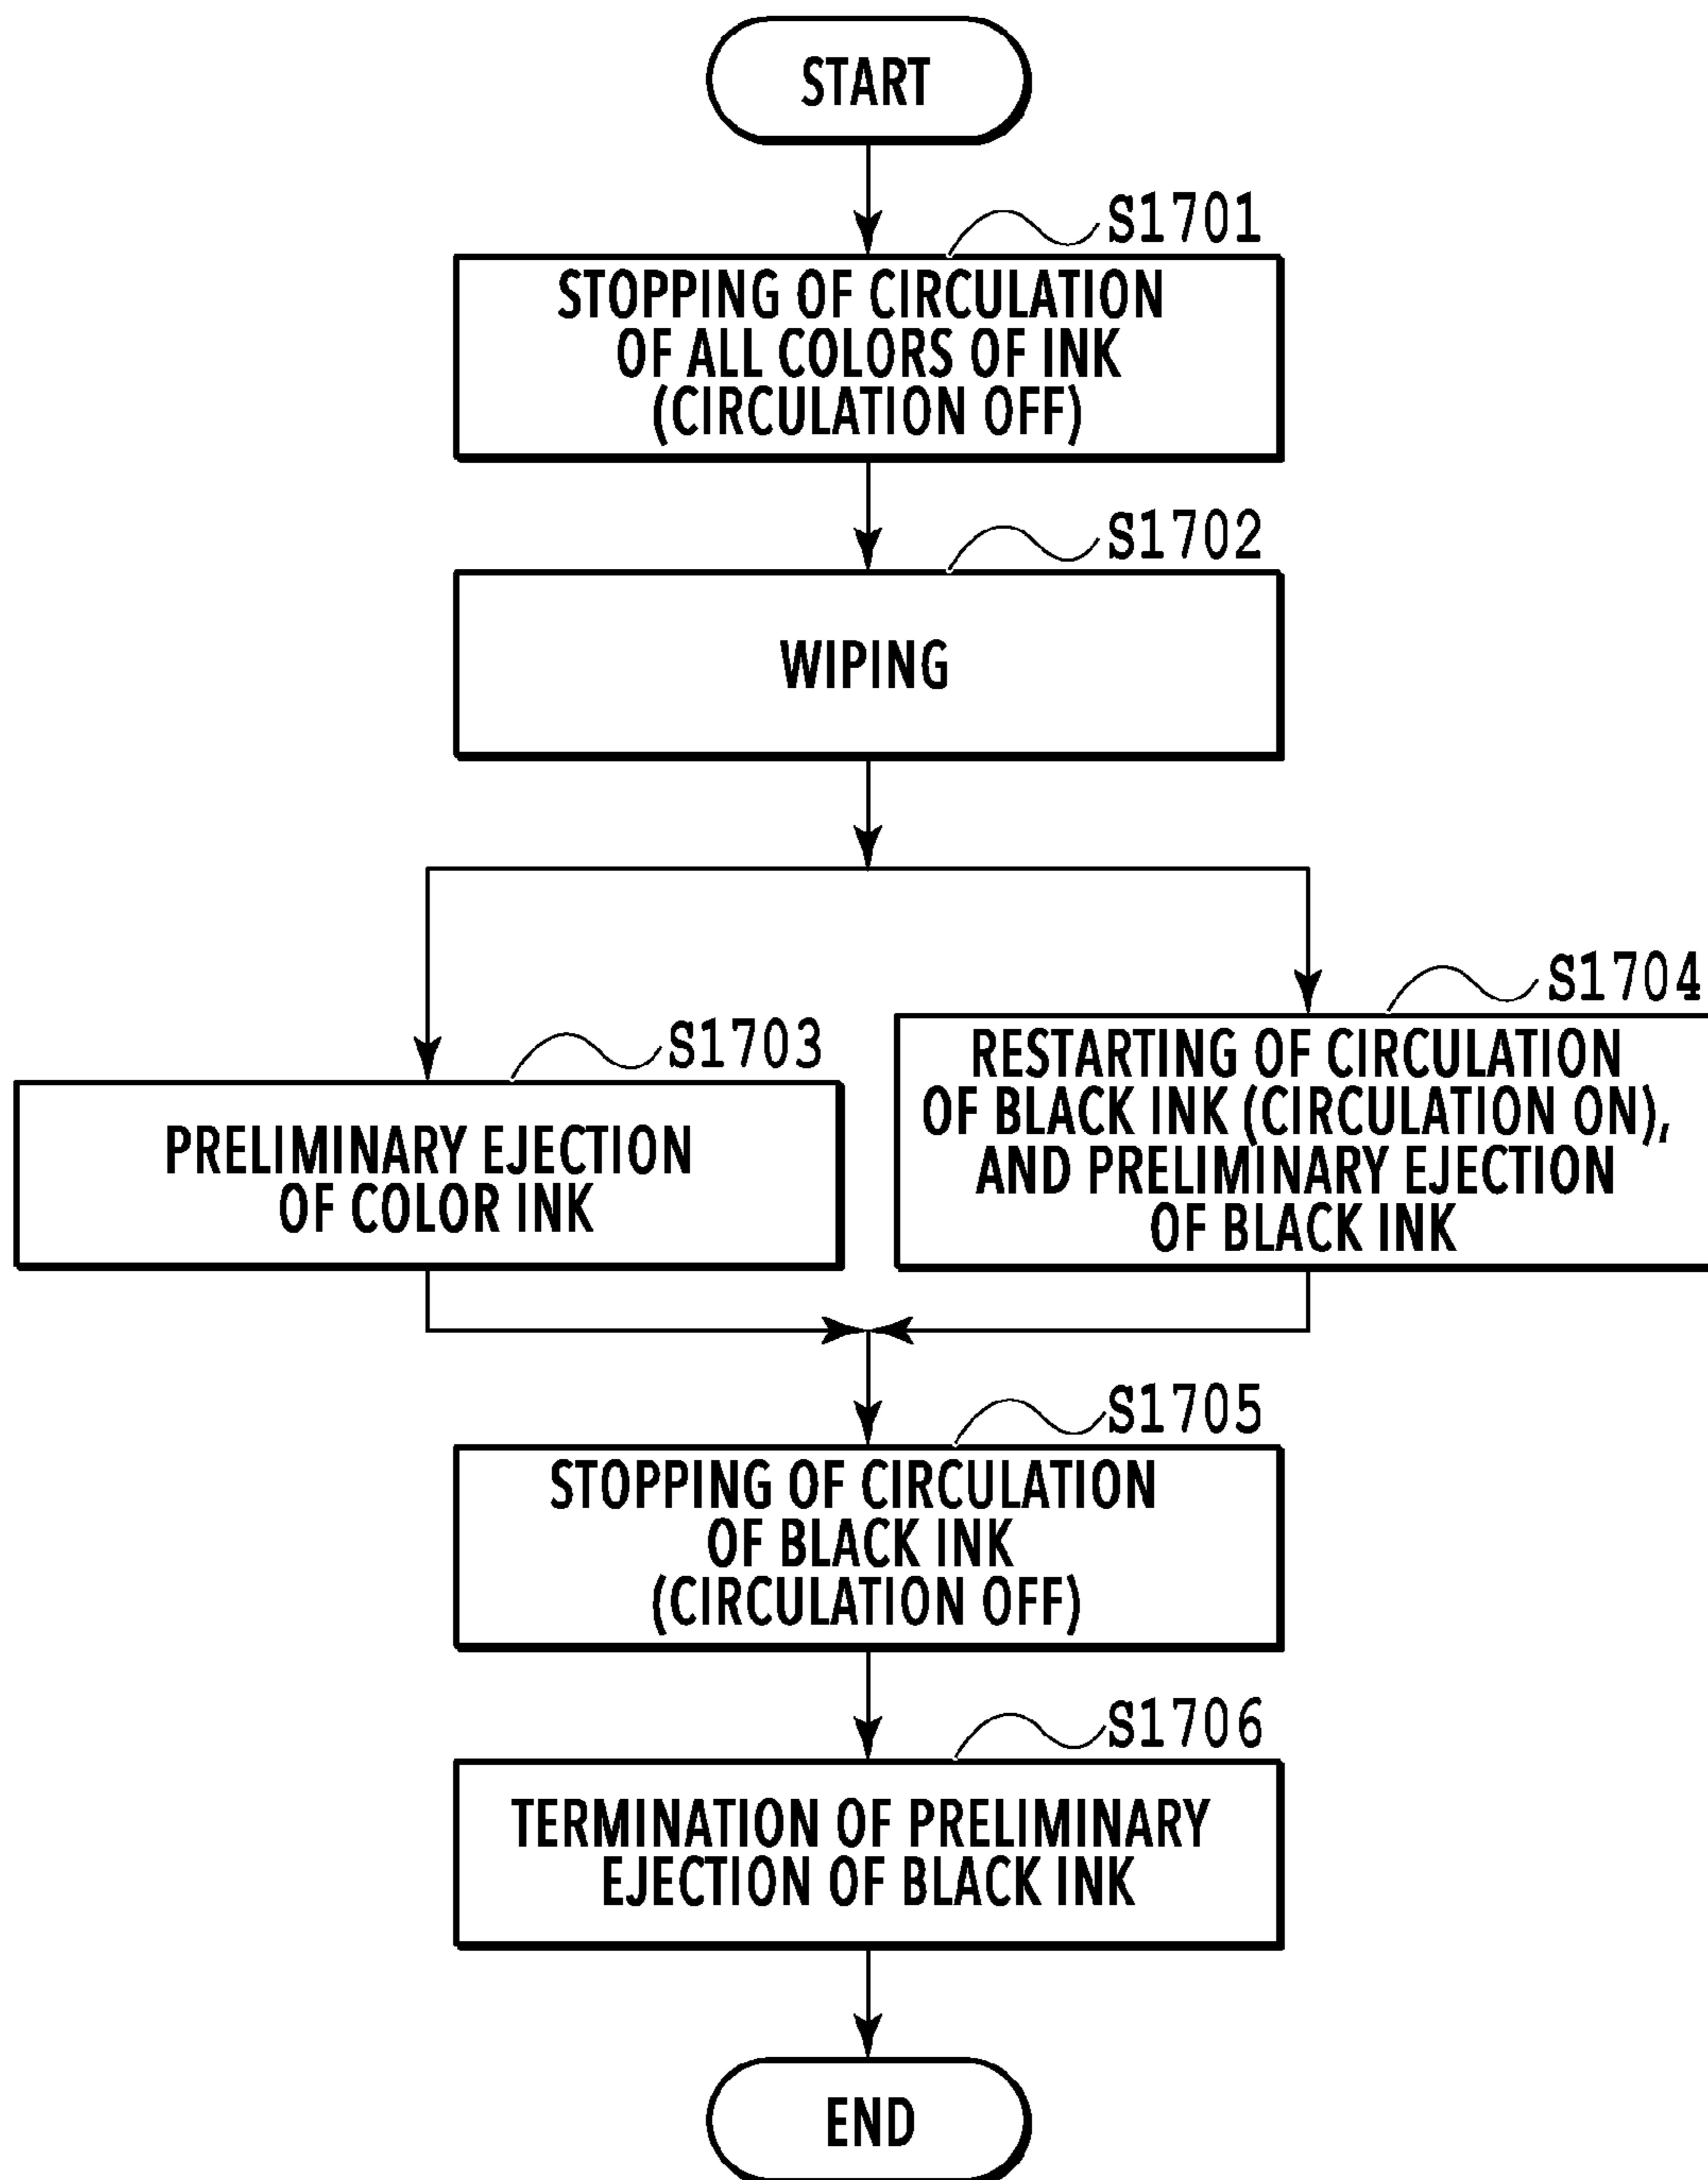 START
S1701
STOPPING OF CIRCULATION
OF ALL COLORS OF INK
(CIRCULATION OFF)
S1702
WIPING
S1703
PRELIMINARY EJECTION
OF COLOR INK
S1704
RESTARTING OF CIRCULATION
OF BLACK INK (CIRCULATION ON),
AND PRELIMINARY EJECTION
OF BLACK INK
S1705
STOPPING OF CIRCULATION
OF BLACK INK
(CIRCULATION OFF)
S1706
TERMINATION OF PRELIMINARY
EJECTION OF BLACK INK
END